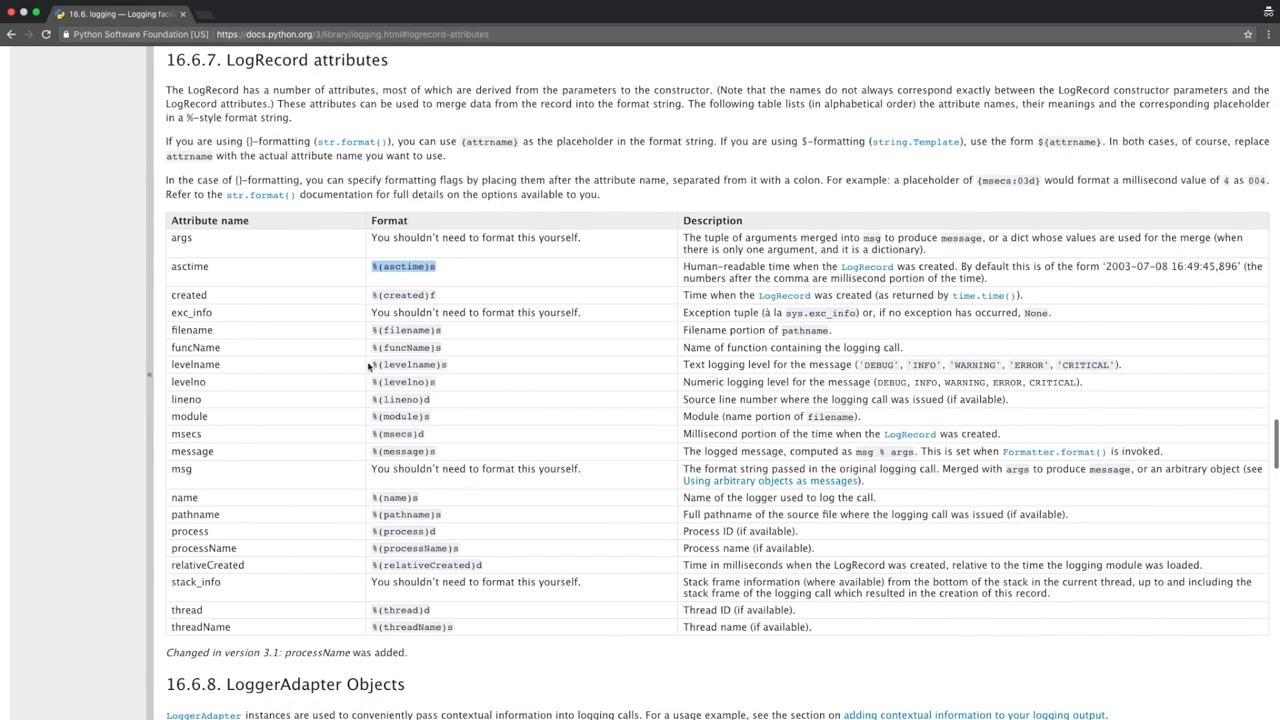 16.6. logging — Logging facil
Python Software Foundation [US] https://docs.python.org/3/library/logging.html#logrecord-attributes
16.6.7. LogRecord attributes
The LogRecord has a number of attributes, most of which are derived from the parameters to the constructor. (Note that the names do not always correspond exactly between the LogRecord constructor parameters and the
LogRecord attributes.) These attributes can be used to merge data from the record into the format string. The following table lists (in alphabetical order) the attribute names, their meanings and the corresponding placeholder
in a %-style format string.
If you are using {}-formatting (str.format()), you can use {attrname} as the placeholder in the format string. If you are using $-formatting (string.Template), use the form ${attrname}. In both cases, of course, replace
attrname with the actual attribute name you want to use.
In the case of {}-formatting, you can specify formatting flags by placing them after the attribute name, separated from it with a colon. For example: a placeholder of {msecs:03d} would format a millisecond value of 4 as 004.
Refer to the str.format() documentation for full details on the options available to you.
Attribute name Format Description
args You shouldn't need to format this yourself. The tuple of arguments merged into msg to produce message, or a dict whose values are used for the merge (when
there is only one argument, and it is a dictionary).
asctime %(asctime)s Human-readable time when the LogRecord was created. By default this is of the form '2003-07-08 16:49:45,896' (the
numbers after the comma are millisecond portion of the time).
created %(created)f Time when the LogRecord was created (as returned by time.time()).
exc_info You shouldn't need to format this yourself. Exception tuple (à la sys.exc_info) or, if no exception has occurred, None.
filename %(filename)s Filename portion of pathname.
funcName %(funcName)s Name of function containing the logging call.
levelname %(levelname)s Text logging level for the message ('DEBUG', 'INFO', 'WARNING', 'ERROR', 'CRITICAL').
levelno %(levelno)s Numeric logging level for the message (DEBUG, INFO, WARNING, ERROR, CRITICAL).
lineno %(lineno)d Source line number where the logging call was issued (if available).
module %(module)s Module (name portion of filename).
msecs %(msecs)d Millisecond portion of the time when the LogRecord was created.
message %(message)s The logged message, computed as msg % args. This is set when Formatter.format() is invoked.
msg You shouldn't need to format this yourself. The format string passed in the original logging call. Merged with args to produce message, or an arbitrary object (see
Using arbitrary objects as messages).
name %(name)s Name of the logger used to log the call.
pathname %(pathname)s Full pathname of the source file where the logging call was issued (if available).
process %(process)d Process ID (if available).
processName %(processName)s Process name (if available).
relativeCreated %(relativeCreated)d Time in milliseconds when the LogRecord was created, relative to the time the logging module was loaded.
stack_info You shouldn't need to format this yourself. Stack frame information (where available) from the bottom of the stack in the current thread, up to and including the
stack frame of the logging call which resulted in the creation of this record.
thread %(thread)d Thread ID (if available).
threadName %(threadName)s Thread name (if available).
Changed in version 3.1: processName was added.
16.6.8. LoggerAdapter Objects
LoggerAdapter instances are used to conveniently pass contextual information into logging calls. For a usage example, see the section on adding contextual information to your logging output.